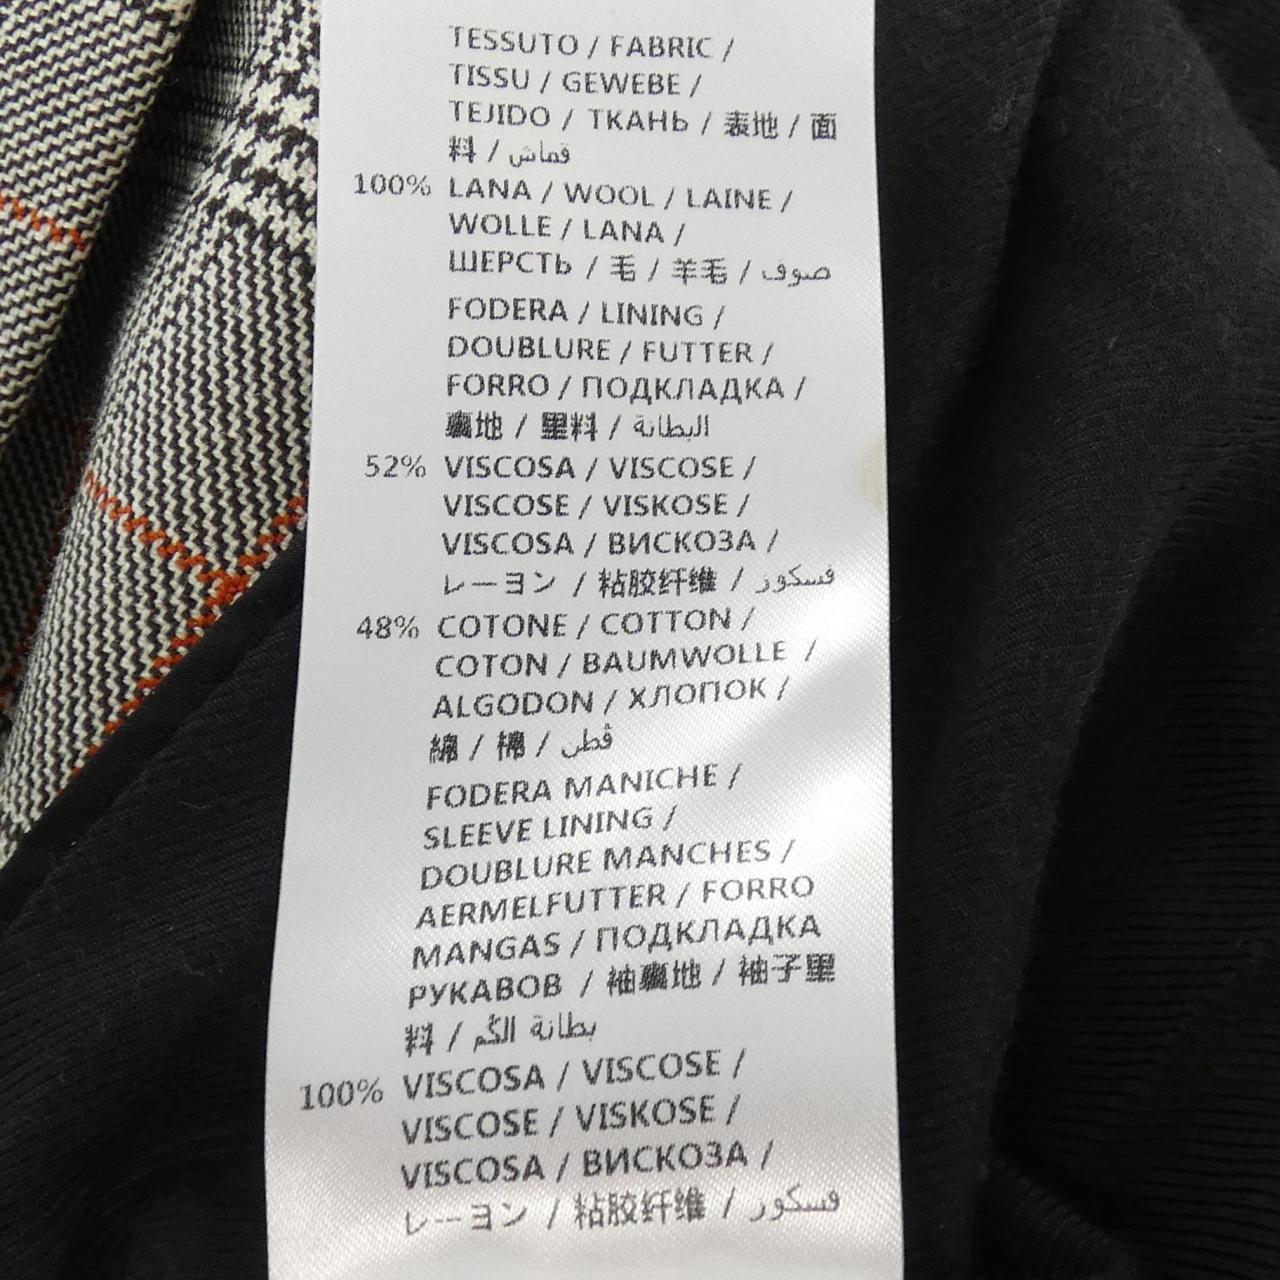 TESSUTO / FABRIC /
TISSU / GEWEBE /
TEJIDO / ТКАНЬ / 表地 / 面
料 / قماش
100% LANA / WOOL / LAINE /
WOLLE / LANA /
ШЕРСТЬ / 毛 / 羊毛 / صوف
FODERA / LINING /
DOUBLURE / FUTTER /
FORRO / ПОДКЛАДКА /
裏地 / 里料 / البطانة
52% VISCOSA / VISCOSE /
VISCOSE / VISKOSE /
VISCOSA / ВИСКОЗА /
レーヨン / 粘胶纤维 / فسكوز
48% COTONE / COTTON /
COTON / BAUMWOLLE /
ALGODON / ХЛОПОК /
綿 / 棉 / قطن
FODERA MANICHE /
SLEEVE LINING /
DOUBLURE MANCHES /
AERMELFUTTER / FORRO
MANGAS / ПОДКЛАДКА
РУКАВОВ / 袖裏地 / 袖子里
料 / بطانة الكم
100% VISCOSA / VISCOSE /
VISCOSE / VISKOSE /
VISCOSA / ВИСКОЗА /
レーヨン / 粘胶纤维 / فسكوز